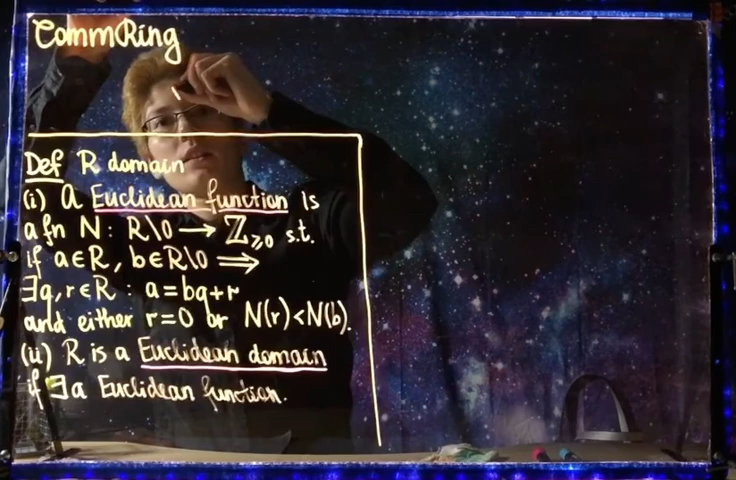 CommRing
Def R domain
(i) A Euclidean function is
a fn N: R\0 → ℤ≥0 s.t.
if a∈R, b∈R\0 ⟹
∃q,r∈R : a=bq+r
and either r=0 or N(r)<N(b).
(ii) R is a Euclidean domain
if ∃ a Euclidean function.